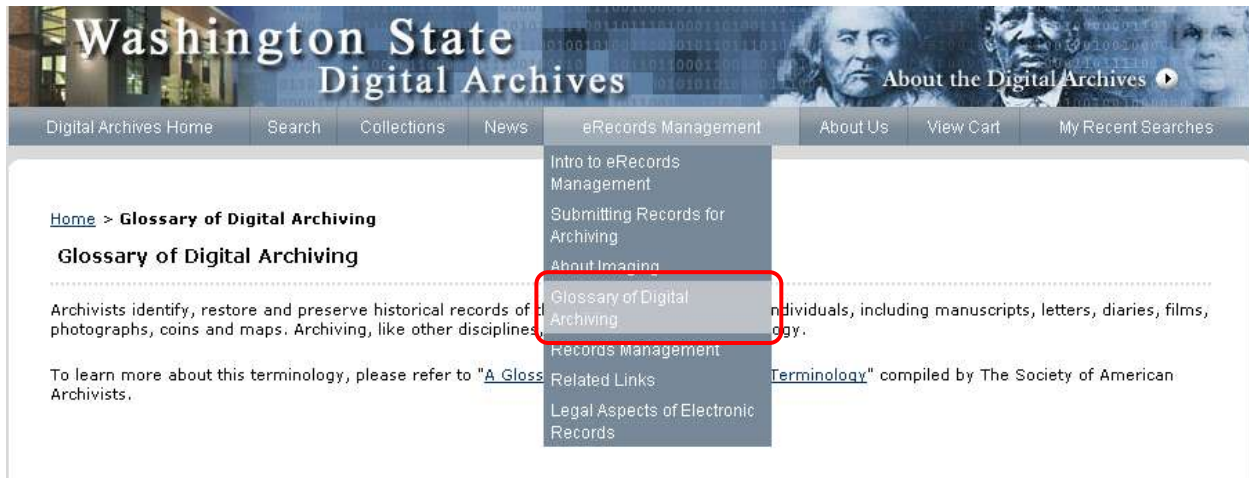 Washington State
Digital Archives
About the Digital Archives
Digital Archives Home Search Collections News eRecords Management About Us View Cart My Recent Searches
Intro to eRecords
Management
Submitting Records for
Archiving
About Imaging
Glossary of Digital
Archiving
Records Management
Related Links
Legal Aspects of Electronic
Records
Home > Glossary of Digital Archiving
Glossary of Digital Archiving
Archivists identify, restore and preserve historical records of individuals, including manuscripts, letters, diaries, films,
photographs, coins and maps. Archiving, like other disciplines,
To learn more about this terminology, please refer to "A Terminology" compiled by The Society of American
Archivists.